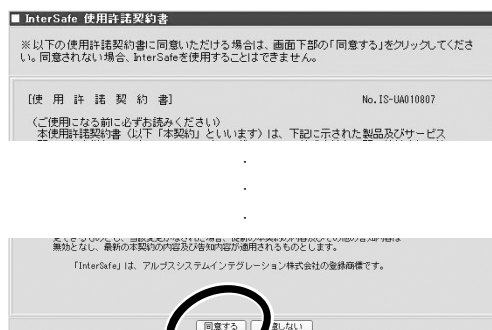 ■ InterSafe 使用許諾契約書
※以下の使用許諾契約書に同意いただける場合は、画面下部の「同意する」をクリックしてくださ
い。同意されない場合、InterSafeを使用することはできません。
[使 用 許 諾 契 約 書] No.IS-UA010807
(ご使用になる前に必ずお読みください)
本使用許諾契約書(以下「本契約」といいます)は、下記に示された製品及びサービス
・
・
・
無効となし、最新の本契約の内容及び告知内容が適用されるものとします。
「InterSafe」は、アルプスシステムインテグレーション株式会社の登録商標です。
同意する 意しない